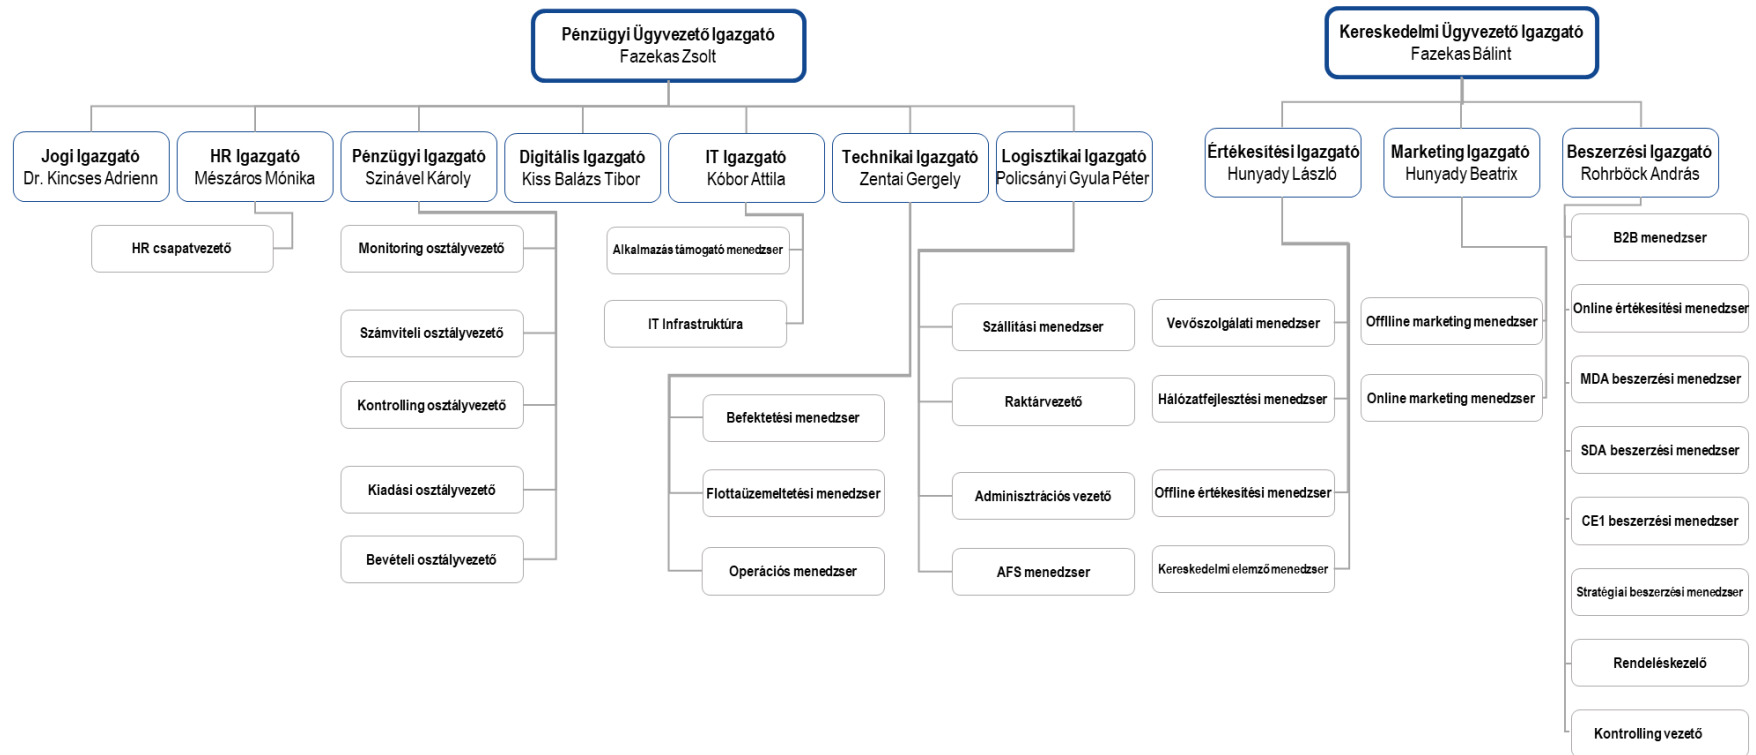 Pénzügyi Ügyvezető Igazgató
Fazekas Zsolt
Kereskedelmi Ügyvezető Igazgató
Fazekas Bálint
Jogi Igazgató
Dr. Kincses Adrienn
HR Igazgató
Mészáros Mónika
Pénzügyi Igazgató
Szinável Károly
Digitális Igazgató
Kiss Balázs Tibor
IT Igazgató
Kóbor Attila
Technikai Igazgató
Zentai Gergely
Logisztikai Igazgató
Policsányi Gyula Péter
Értékesítési Igazgató
Hunyady László
Marketing Igazgató
Hunyady Beatrix
Beszerzési Igazgató
Rohrböck András
HR csapatvezető
Monitoring osztályvezető
Számviteli osztályvezető
Kontrolling osztályvezető
Kiadási osztályvezető
Bevételi osztályvezető
Alkalmazás támogató menedzser
IT Infrastruktúra
Befektetési menedzser
Flottaüzemeltetési menedzser
Operációs menedzser
Szállítási menedzser
Raktárvezető
Adminisztrációs vezető
AFS menedzser
Vevőszolgálati menedzser
Hálózatfejlesztési menedzser
Offline értékesítési menedzser
Kereskedelmi elemző menedzser
Offlline marketing menedzser
Online marketing menedzser
B2B menedzser
Online értékesítési menedzser
MDA beszerzési menedzser
SDA beszerzési menedzser
CE1 beszerzési menedzser
Stratégiai beszerzési menedzser
Rendeléskezelő
Kontrolling vezető